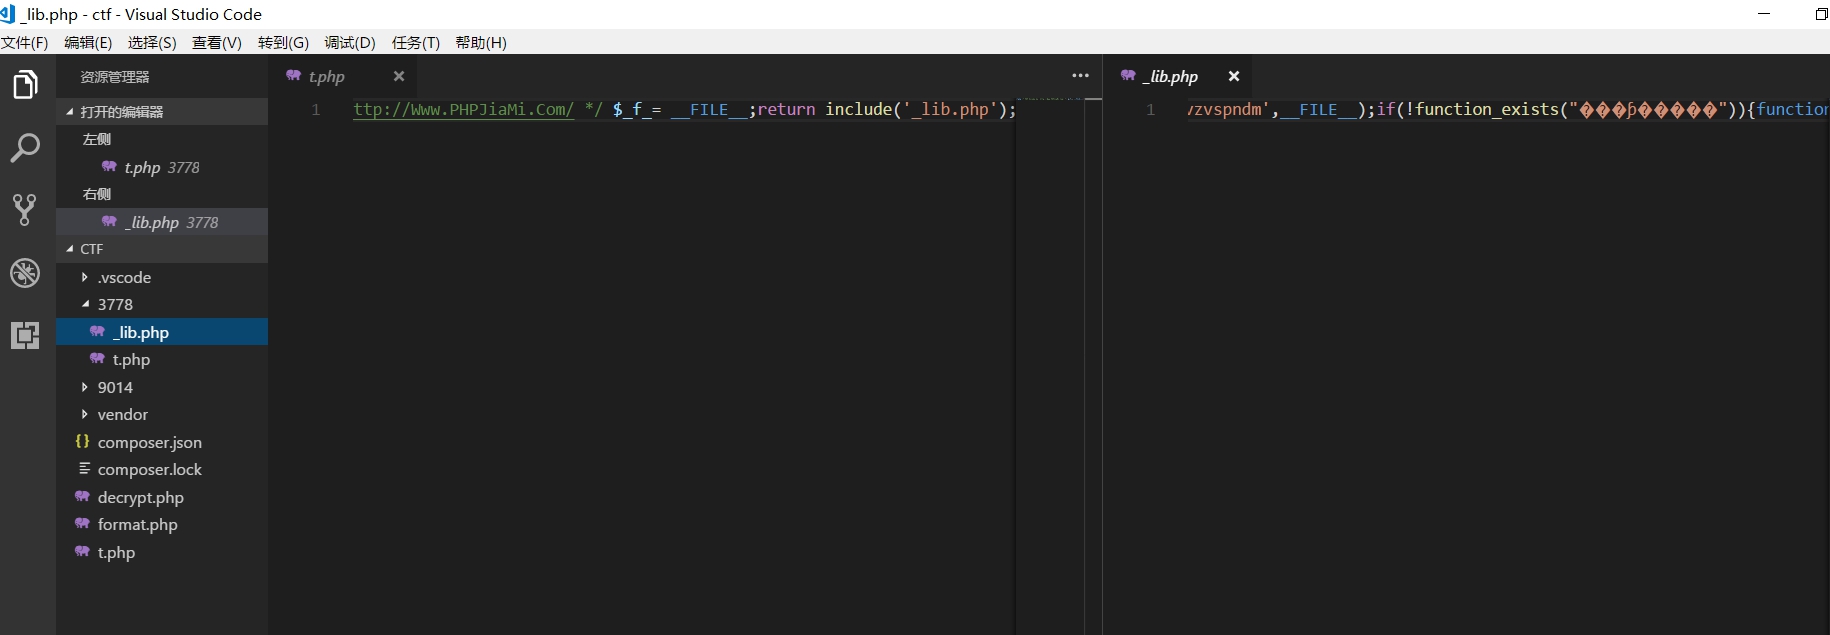 _lib.php - ctf - Visual Studio Code
文件(F) 编辑(E) 选择(S) 查看(V) 转到(G) 调试(D) 任务(T) 帮助(H)
资源管理器
打开的编辑器
左侧
t.php 3778
右侧
_lib.php 3778
CTF
.vscode
3778
_lib.php
t.php
9014
vendor
{} composer.json
composer.lock
decrypt.php
format.php
t.php
t.php
1 ttp://Www.PHPJiaMi.Com/ */ $_f_= __FILE__;return include('_lib.php');
_lib.php
1 zvspndm',__FILE__);if(!function_exists("���ϸ�����")){function